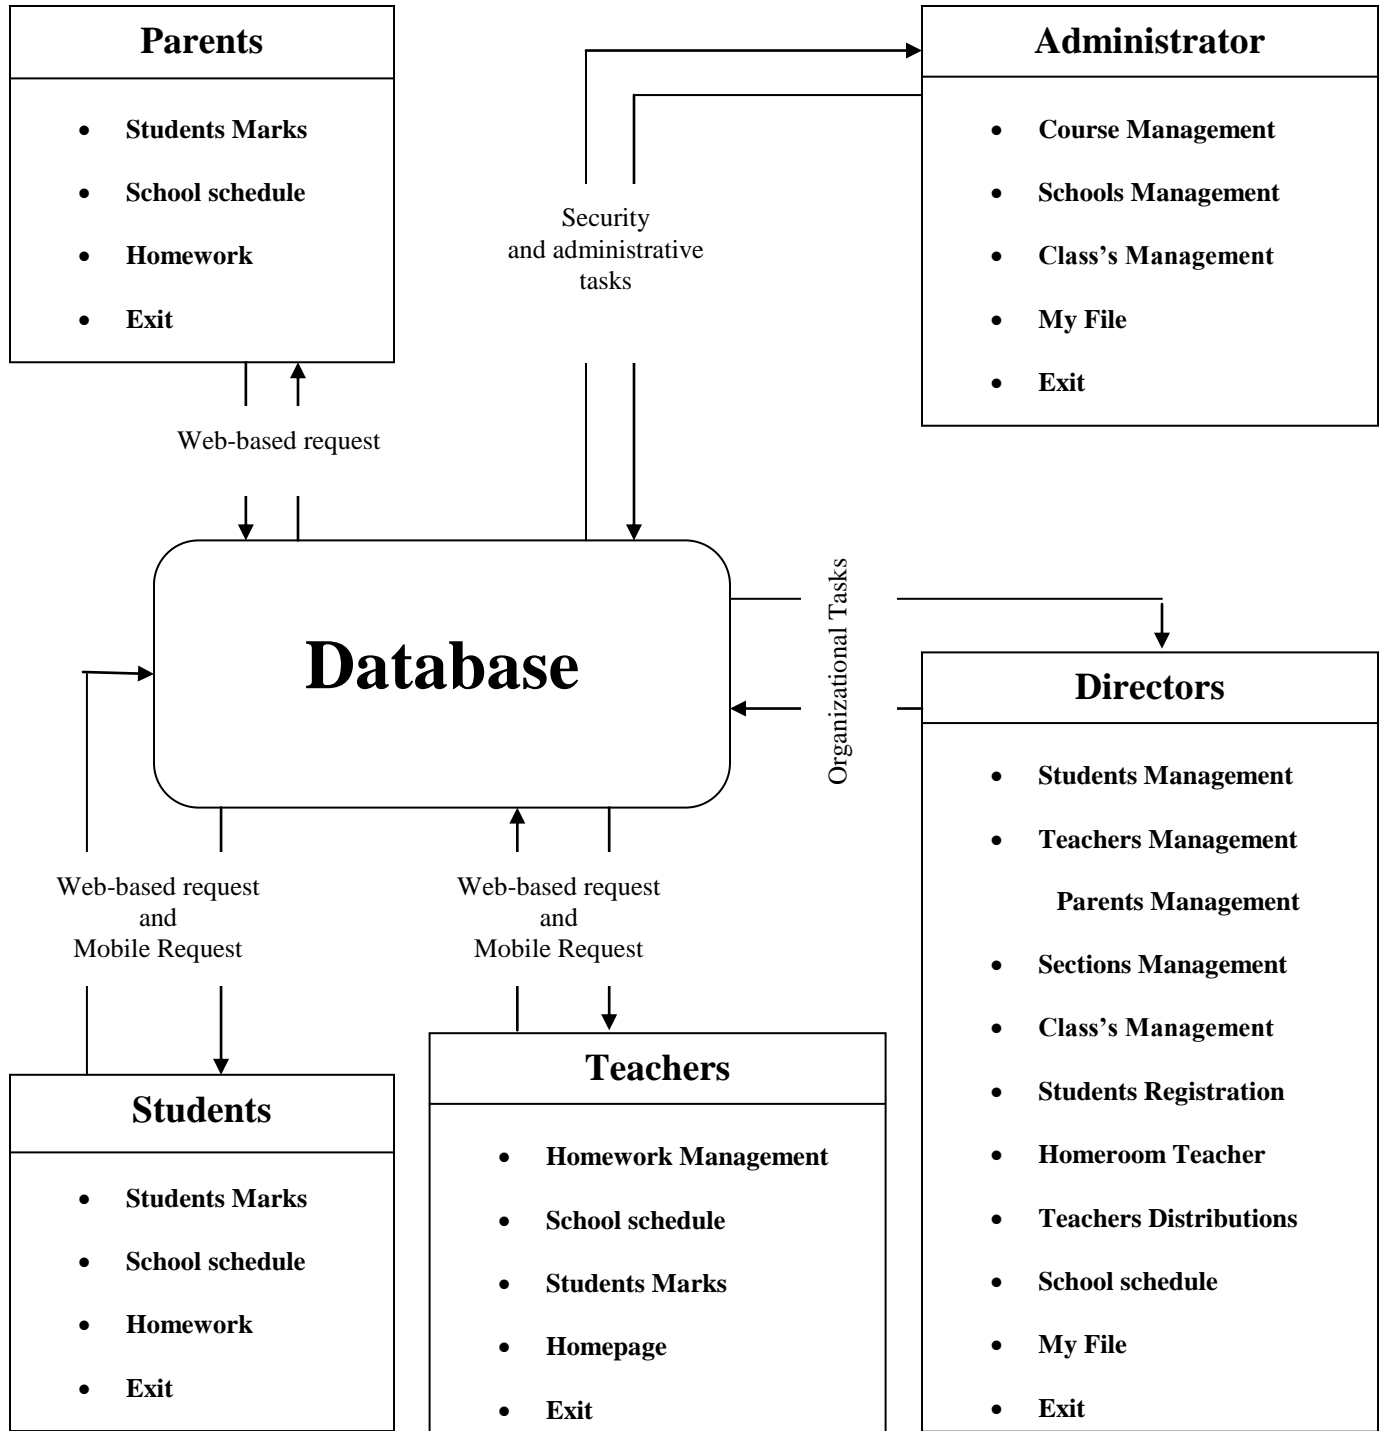 Parents
• Students Marks
• School schedule
• Homework
• Exit
Administrator
• Course Management
• Schools Management
• Class’s Management
• My File
• Exit
Security
and administrative
tasks
Web-based request
Database
Organizational Tasks
Directors
• Students Management
• Teachers Management
Parents Management
• Sections Management
• Class’s Management
• Students Registration
• Homeroom Teacher
• Teachers Distributions
• School schedule
• My File
• Exit
Web-based request
and
Mobile Request
Web-based request
and
Mobile Request
Students
• Students Marks
• School schedule
• Homework
• Exit
Teachers
• Homework Management
• School schedule
• Students Marks
• Homepage
• Exit